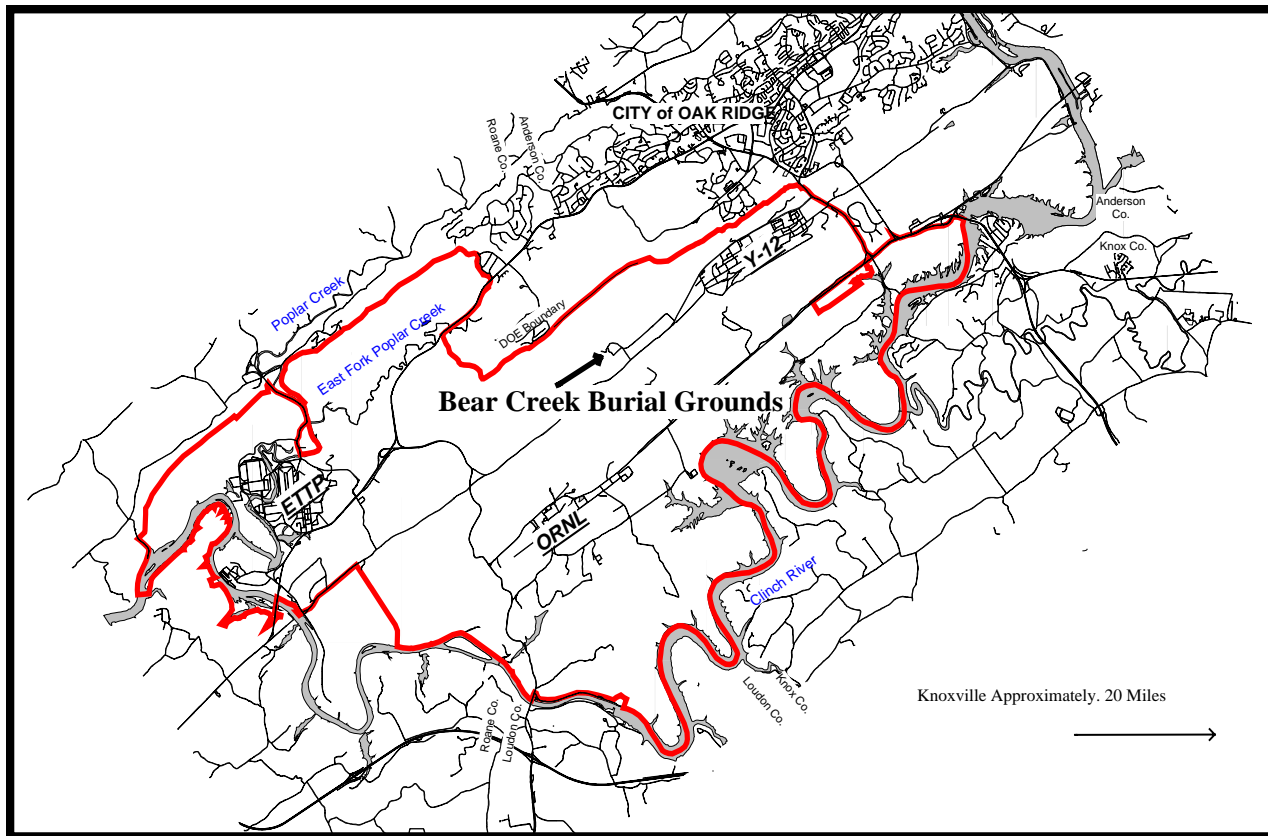 CITY of OAK RIDGE
Anderson Co.
Roane Co.
Anderson
Co.
Knox Co.
Y-12
Poplar Creek
East Fork Poplar Creek
DOE Boundary
Bear Creek Burial Grounds
ETTP
ORNL
Clinch River
Knox Co.
Loudon Co.
Roane Co.
Loudon Co.
Knoxville Approximately. 20 Miles